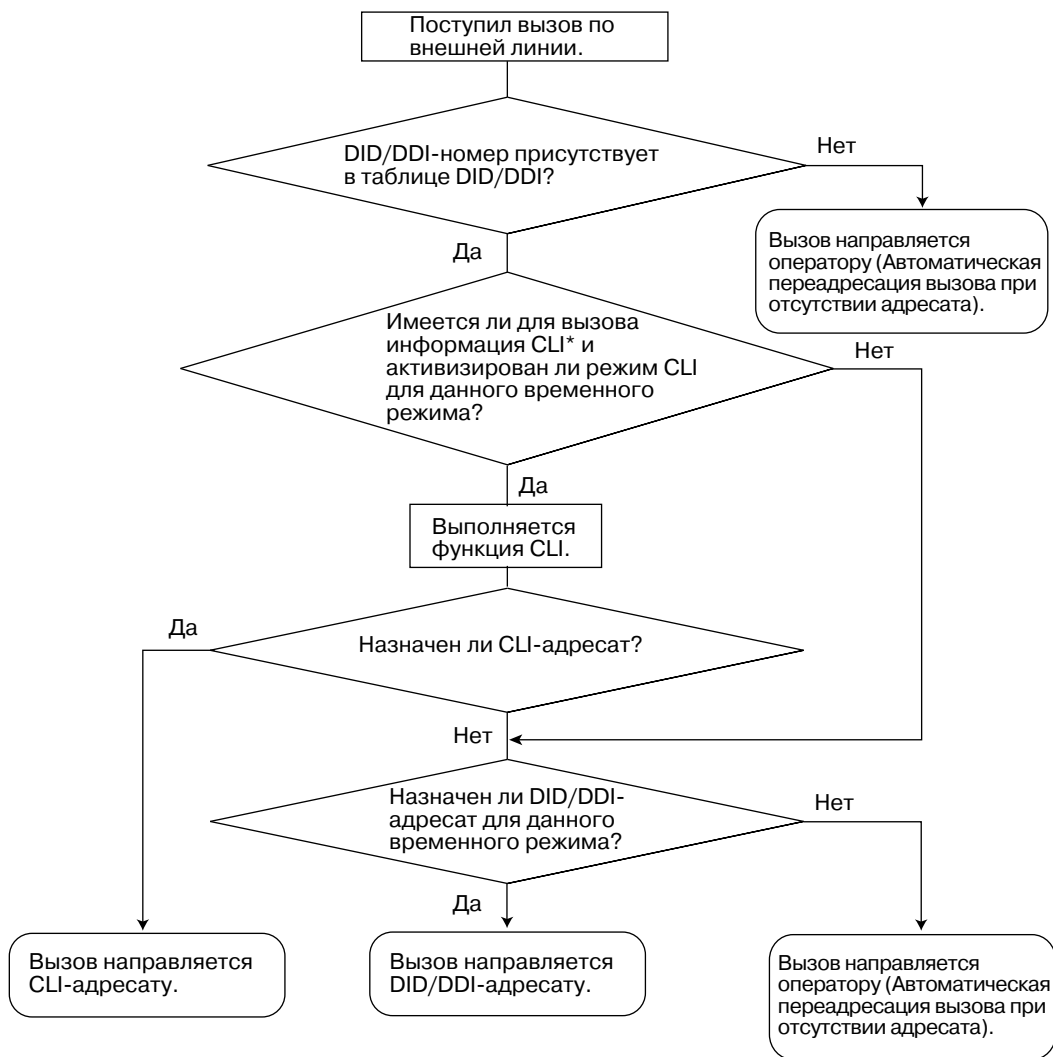 Поступил вызов по
внешней линии.
DID/DDI-номер присутствует
в таблице DID/DDI?
Нет
Да
Вызов направляется
оператору (Автоматическая
переадресация вызова при
отсутствии адресата).
Имеется ли для вызова
информация CLI* и
активизирован ли режим CLI
для данного временного
режима?
Нет
Да
Выполняется
функция CLI.
Да
Назначен ли CLI-адресат?
Нет
Назначен ли DID/DDI-
адресат для данного
временного режима?
Нет
Да
Вызов направляется
CLI-адресату.
Вызов направляется
DID/DDI-адресату.
Вызов направляется
оператору (Автоматическая
переадресация вызова при
отсутствии адресата).